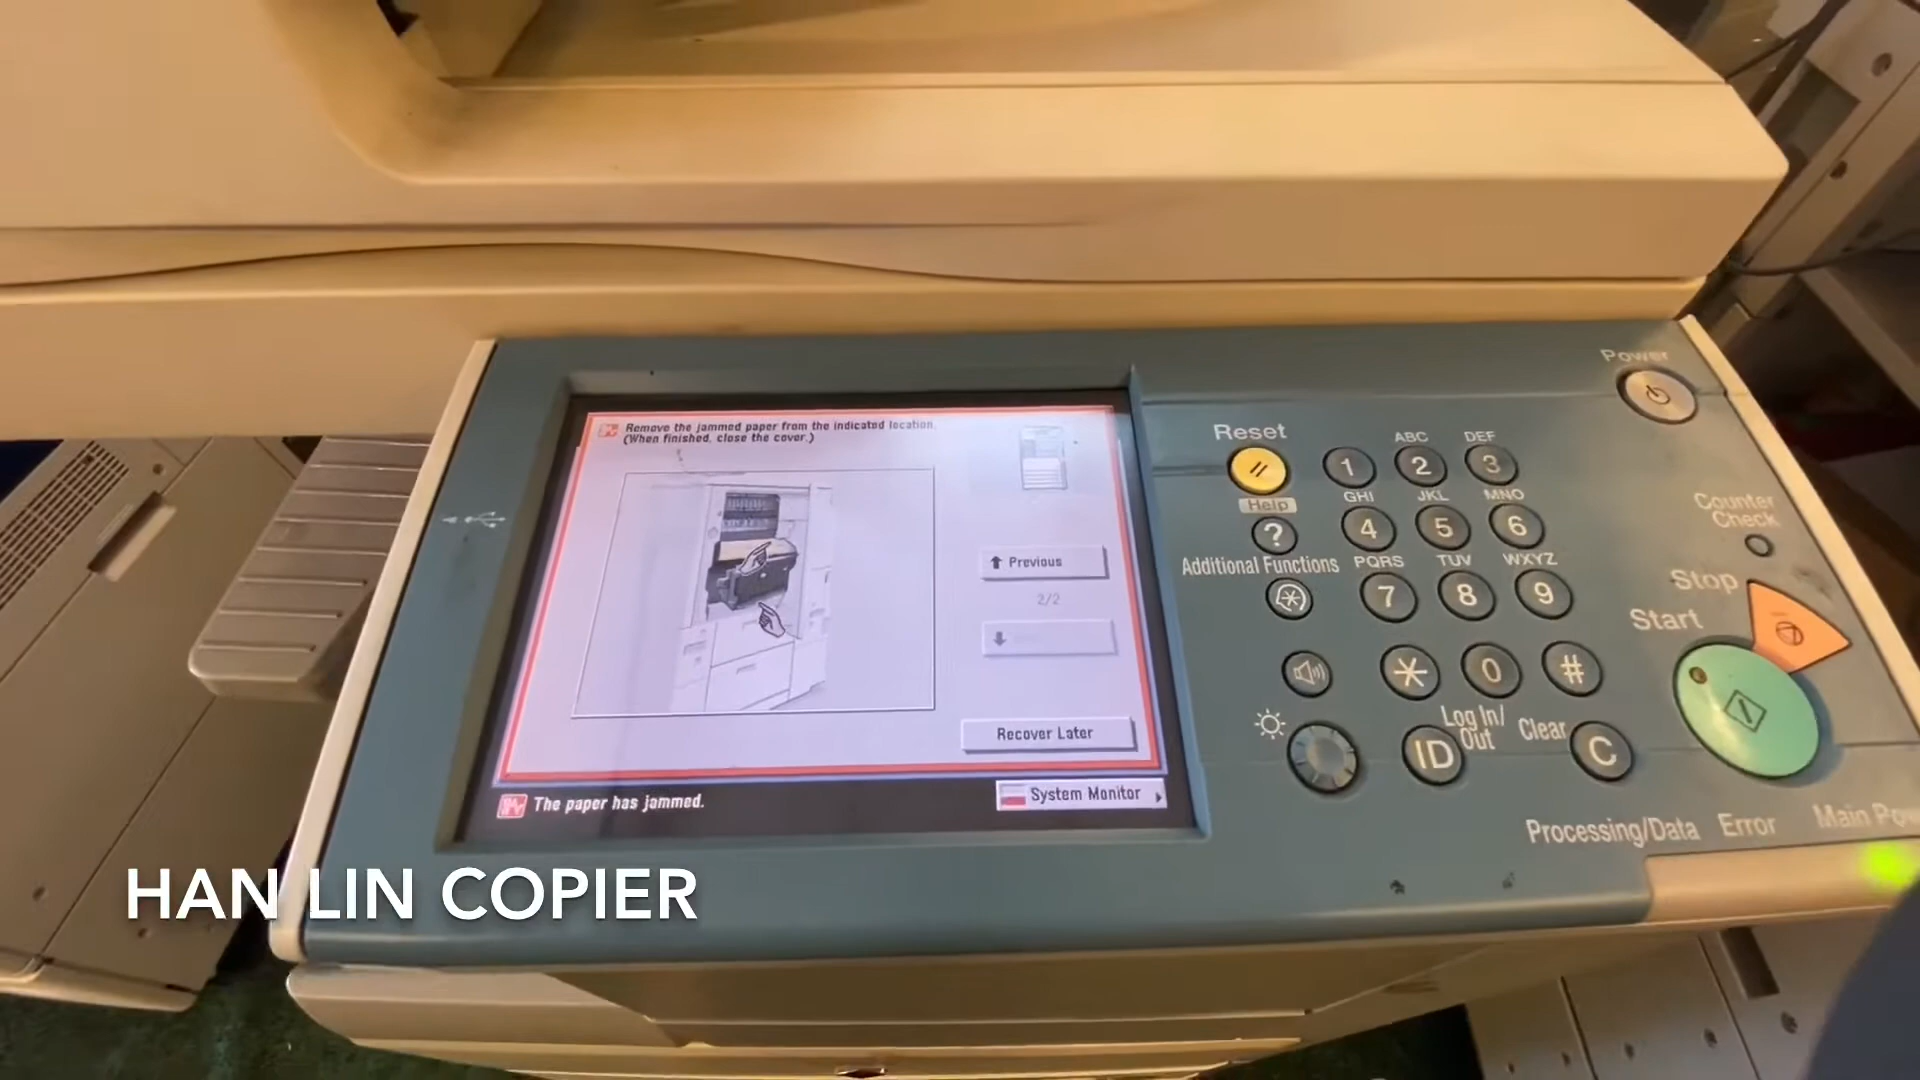 Power
Remove the jammed paper from the indicated location.
(When finished, close the cover.)
Reset
ABC
DEF
1
2
3
Help
GHI
JKL
MNO
?
4
5
6
Counter
Check
Additional Functions
PQRS
TUV
WXYZ
7
8
9
Previous
2/2
Stop
Start
*
0
#
Recover Later
ID
Log In/
Out
Clear
C
The paper has jammed.
System Monitor
Processing/Data
Error
Main
HAN LIN COPIER